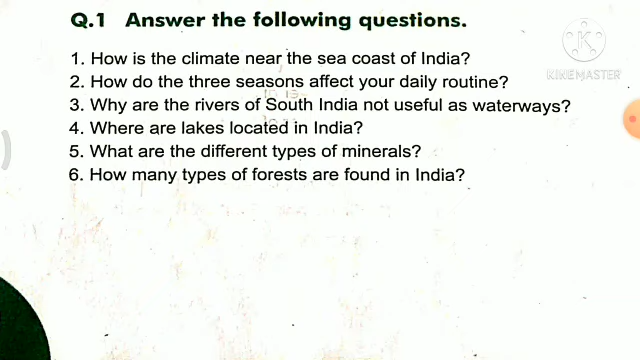 Q.1 Answer the following questions.
KINEMASTER
1. How is the climate near the sea coast of India?
2. How do the three seasons affect your daily routine?
3. Why are the rivers of South India not useful as waterways?
4. Where are lakes located in India?
5. What are the different types of minerals?
6. How many types of forests are found in India?